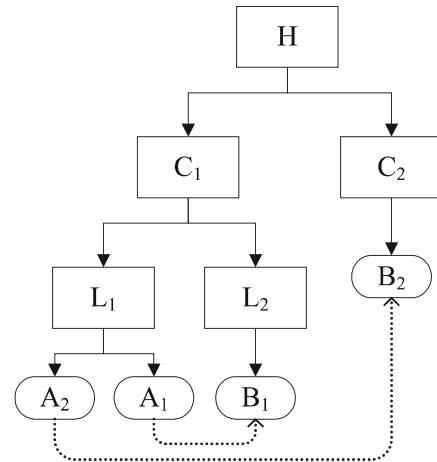 H
C₁ C₂
B₂
L₁ L₂
A₂ A₁ B₁